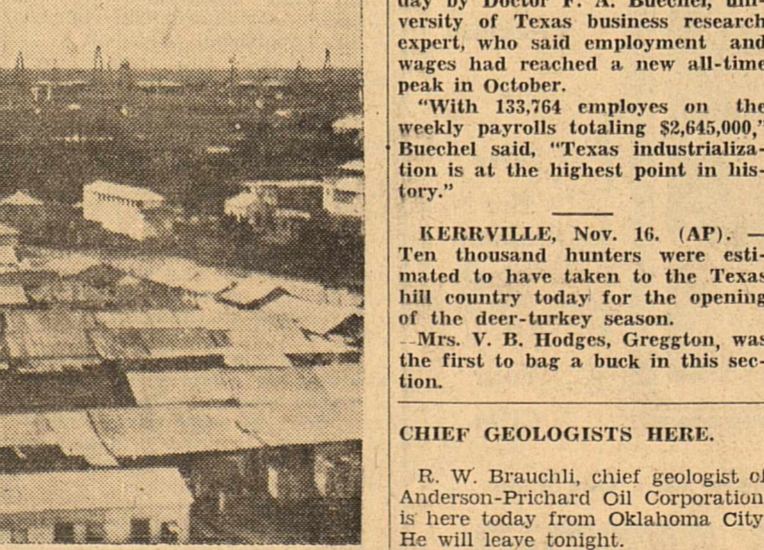 day by Doctor F. A. Buechel, uni-
versity of Texas business research
expert, who said employment and
wages had reached a new all-time
peak in October.
"With 133,764 employes on the
weekly payrolls totaling $2,645,000,"
Buechel said, "Texas industrializa-
tion is at the highest point in his-
tory."
KERRVILLE, Nov. 16. (AP). —
Ten thousand hunters were esti-
mated to have taken to the Texas
hill country today for the opening
of the deer-turkey season.
Mrs. V. B. Hodges, Greggton, was
the first to bag a buck in this sec-
tion.
CHIEF GEOLOGISTS HERE.
R. W. Brauchli, chief geologist of
Anderson-Prichard Oil Corporation
is here today from Oklahoma City
He will leave tonight.